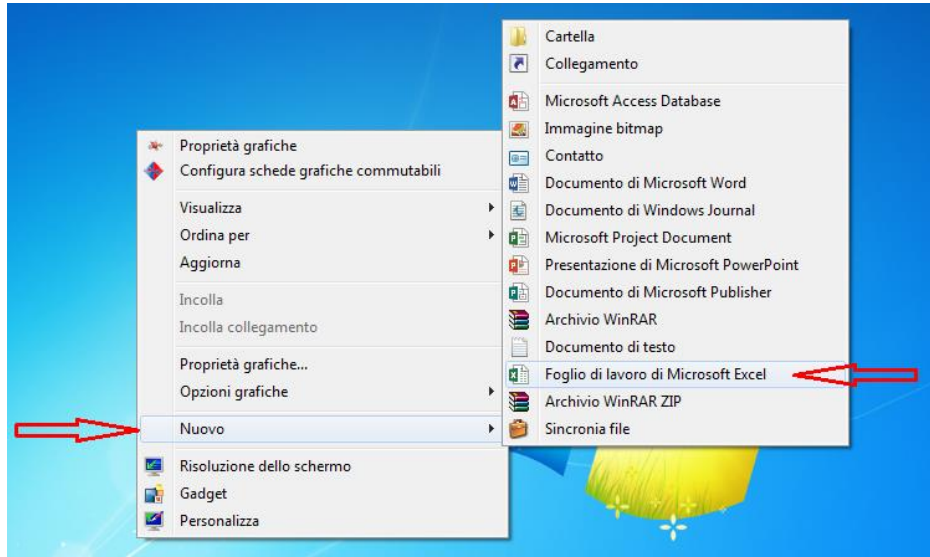 Proprietà grafiche
Configura schede grafiche commutabili
Visualizza
Ordina per
Aggiorna
Incolla
Incolla collegamento
Proprietà grafiche...
Opzioni grafiche
Nuovo
Risoluzione dello schermo
Gadget
Personalizza
Cartella
Collegamento
Microsoft Access Database
Immagine bitmap
Contatto
Documento di Microsoft Word
Documento di Windows Journal
Microsoft Project Document
Presentazione di Microsoft PowerPoint
Documento di Microsoft Publisher
Archivio WinRAR
Documento di testo
Foglio di lavoro di Microsoft Excel
Archivio WinRAR ZIP
Sincronia file